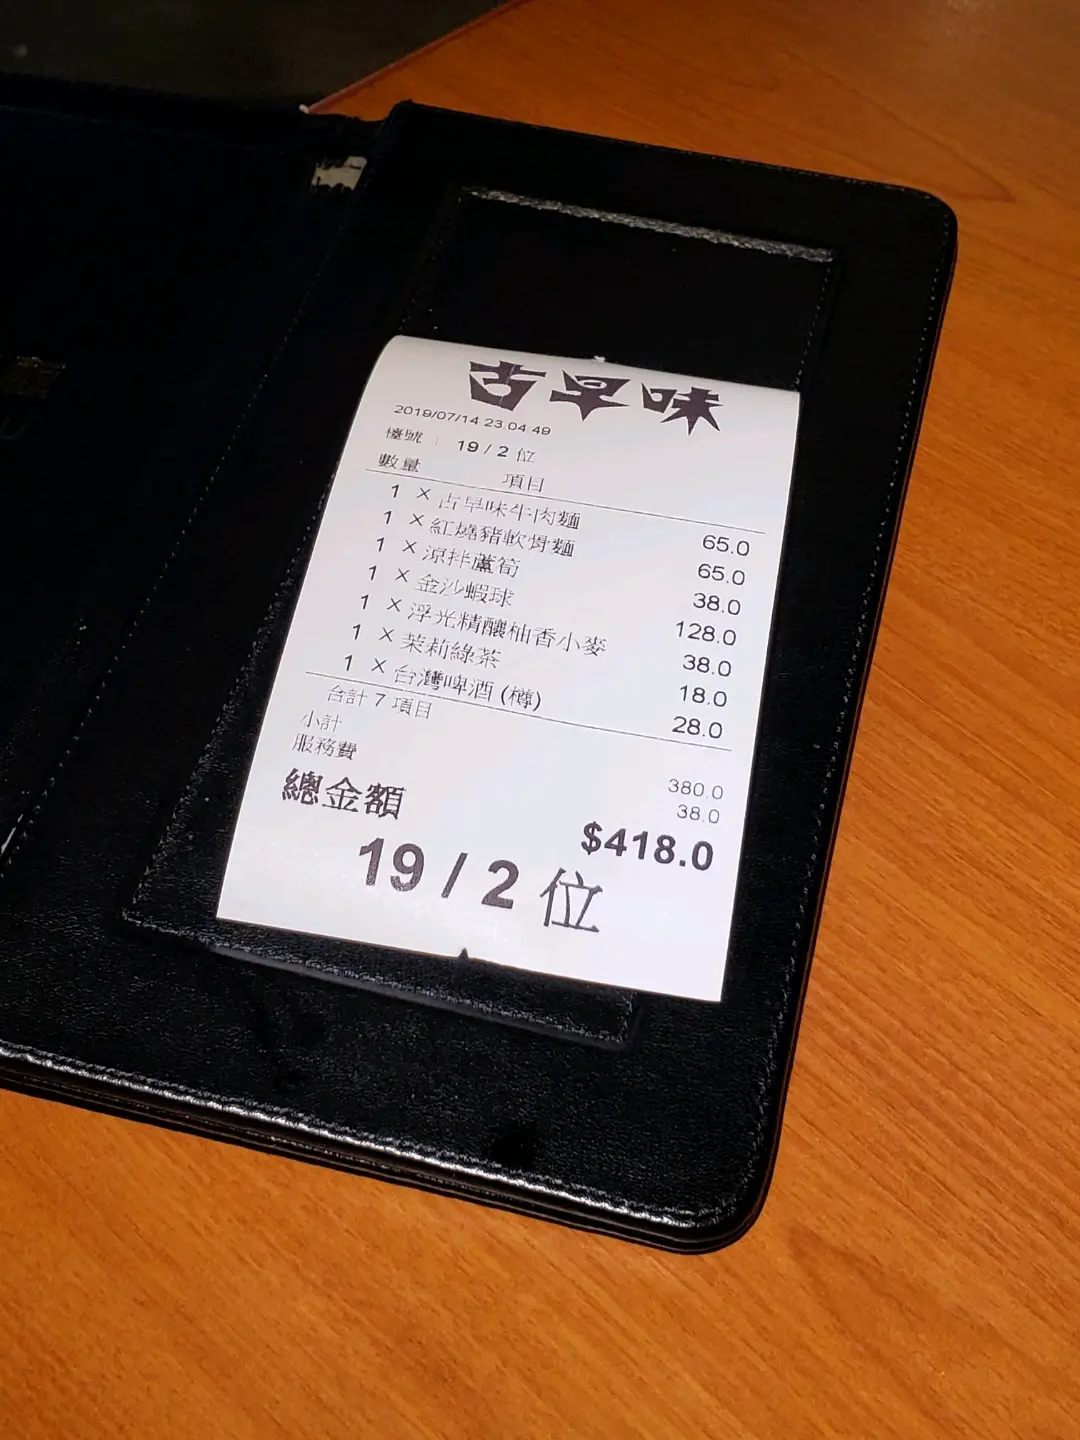 古早味
2019/07/14 23:04:49
檯號 : 19 / 2 位
數量 項目
1 × 古早味牛肉麵 65.0
1 × 紅燒豬軟骨麵 65.0
1 × 涼拌蘆筍 38.0
1 × 金沙蝦球 128.0
1 × 浮光精釀柚香小麥 38.0
1 × 茉莉綠茶 18.0
1 × 台灣啤酒 (樽) 28.0
合計 7 項目
小計 380.0
服務費 38.0
總金額 $418.0
19 / 2 位